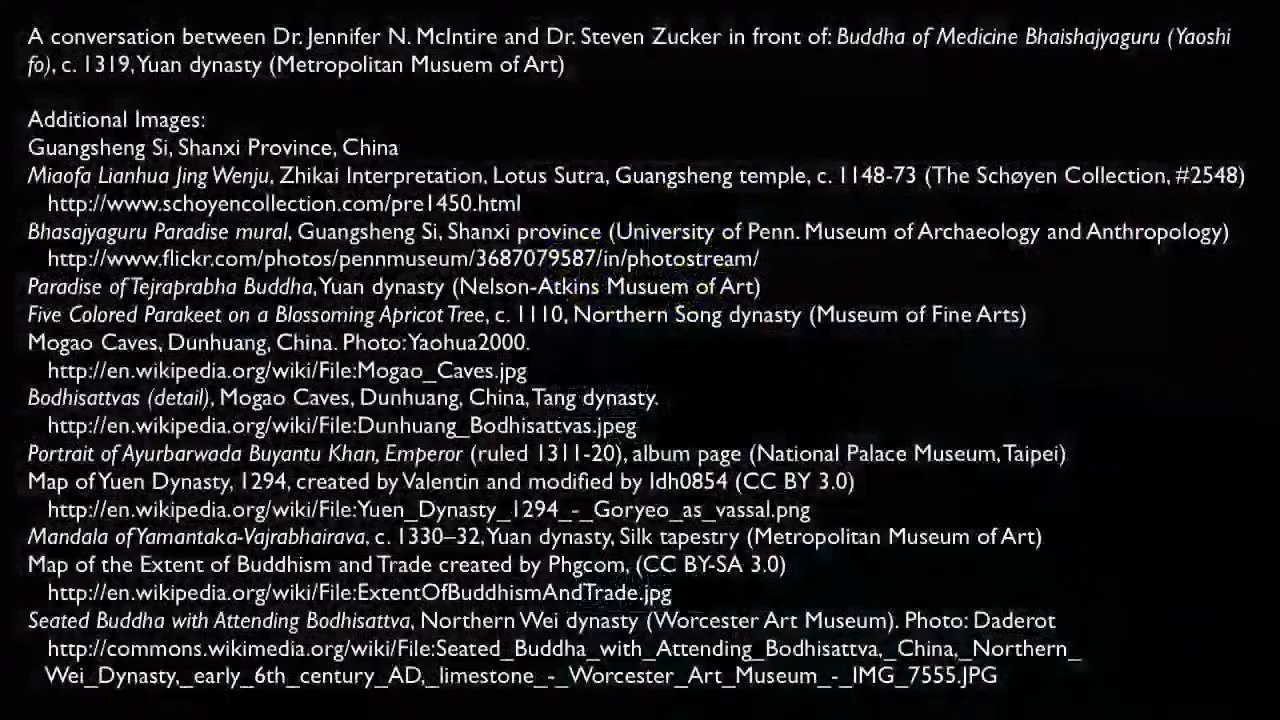 A conversation between Dr. Jennifer N. McIntire and Dr. Steven Zucker in front of: Buddha of Medicine Bhaishajyaguru (Yaoshi
fo), c. 1319, Yuan dynasty (Metropolitan Musuem of Art)
Additional Images:
Guangsheng Si, Shanxi Province, China
Miaofa Lianhua Jing Wenju, Zhikai Interpretation, Lotus Sutra, Guangsheng temple, c. 1148-73 (The Schøyen Collection, #2548)
http://www.schoyencollection.com/pre1450.html
Bhasajyaguru Paradise mural, Guangsheng Si, Shanxi province (University of Penn. Museum of Archaeology and Anthropology)
http://www.flickr.com/photos/pennmuseum/3687079587/in/photostream/
Paradise of Tejraprabha Buddha, Yuan dynasty (Nelson-Atkins Musuem of Art)
Five Colored Parakeet on a Blossoming Apricot Tree, c. 1110, Northern Song dynasty (Museum of Fine Arts)
Mogao Caves, Dunhuang, China. Photo: Yaohua2000.
http://en.wikipedia.org/wiki/File:Mogao_Caves.jpg
Bodhisattvas (detail), Mogao Caves, Dunhuang, China, Tang dynasty.
http://en.wikipedia.org/wiki/File:Dunhuang_Bodhisattvas.jpeg
Portrait of Ayurbarwada Buyantu Khan, Emperor (ruled 1311-20), album page (National Palace Museum, Taipei)
Map of Yuen Dynasty, 1294, created by Valentin and modified by ldh0854 (CC BY 3.0)
http://en.wikipedia.org/wiki/File:Yuen_Dynasty_1294_-_Goryeo_as_vassal.png
Mandala of Yamantaka-Vajrabhairava, c. 1330–32, Yuan dynasty, Silk tapestry (Metropolitan Museum of Art)
Map of the Extent of Buddhism and Trade created by Phgcom, (CC BY-SA 3.0)
http://en.wikipedia.org/wiki/File:ExtentOfBuddhismAndTrade.jpg
Seated Buddha with Attending Bodhisattva, Northern Wei dynasty (Worcester Art Museum). Photo: Daderot
http://commons.wikimedia.org/wiki/File:Seated_Buddha_with_Attending_Bodhisattva,_China,_Northern_
Wei_Dynasty,_early_6th_century_AD,_limestone_-_Worcester_Art_Museum_-_IMG_7555.JPG